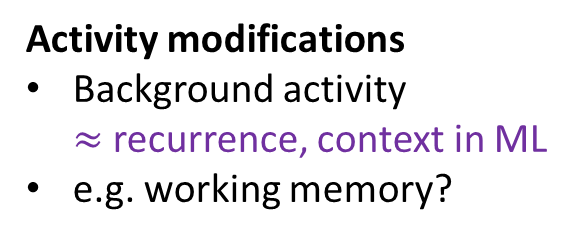 Activity modifications
• Background activity
≈ recurrence, context in ML
• e.g. working memory?